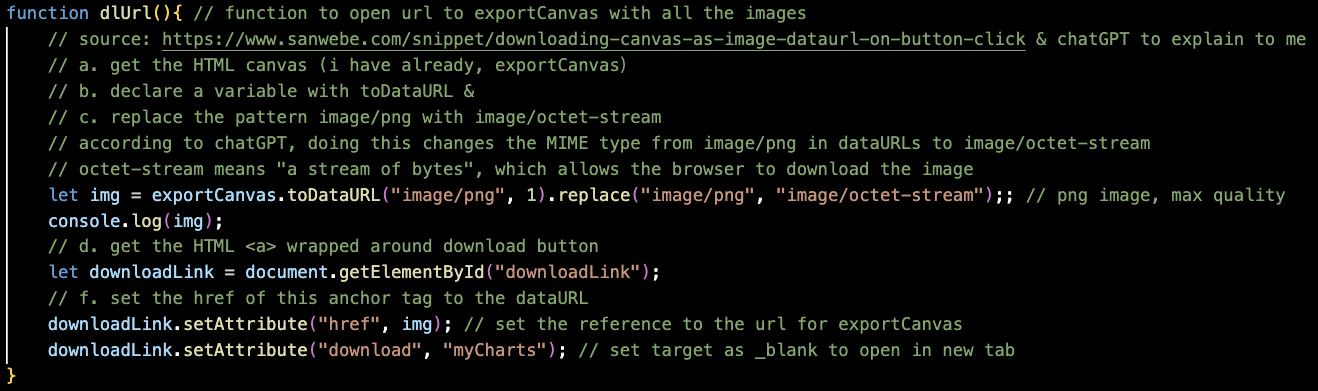 function dlUrl(){ // function to open url to exportCanvas with all the images
// source: https://www.sanwebe.com/snippet/downloading-canvas-as-image-dataurl-on-button-click & chatGPT to explain to me
// a. get the HTML canvas (i have already, exportCanvas)
// b. declare a variable with toDataURL &
// c. replace the pattern image/png with image/octet-stream
// according to chatGPT, doing this changes the MIME type from image/png in dataURLs to image/octet-stream
// octet-stream means "a stream of bytes", which allows the browser to download the image
let img = exportCanvas.toDataURL("image/png", 1).replace("image/png", "image/octet-stream");; // png image, max quality
console.log(img);
// d. get the HTML <a> wrapped around download button
let downloadLink = document.getElementById("downloadLink");
// f. set the href of this anchor tag to the dataURL
downloadLink.setAttribute("href", img); // set the reference to the url for exportCanvas
downloadLink.setAttribute("download", "myCharts"); // set target as _blank to open in new tab
}